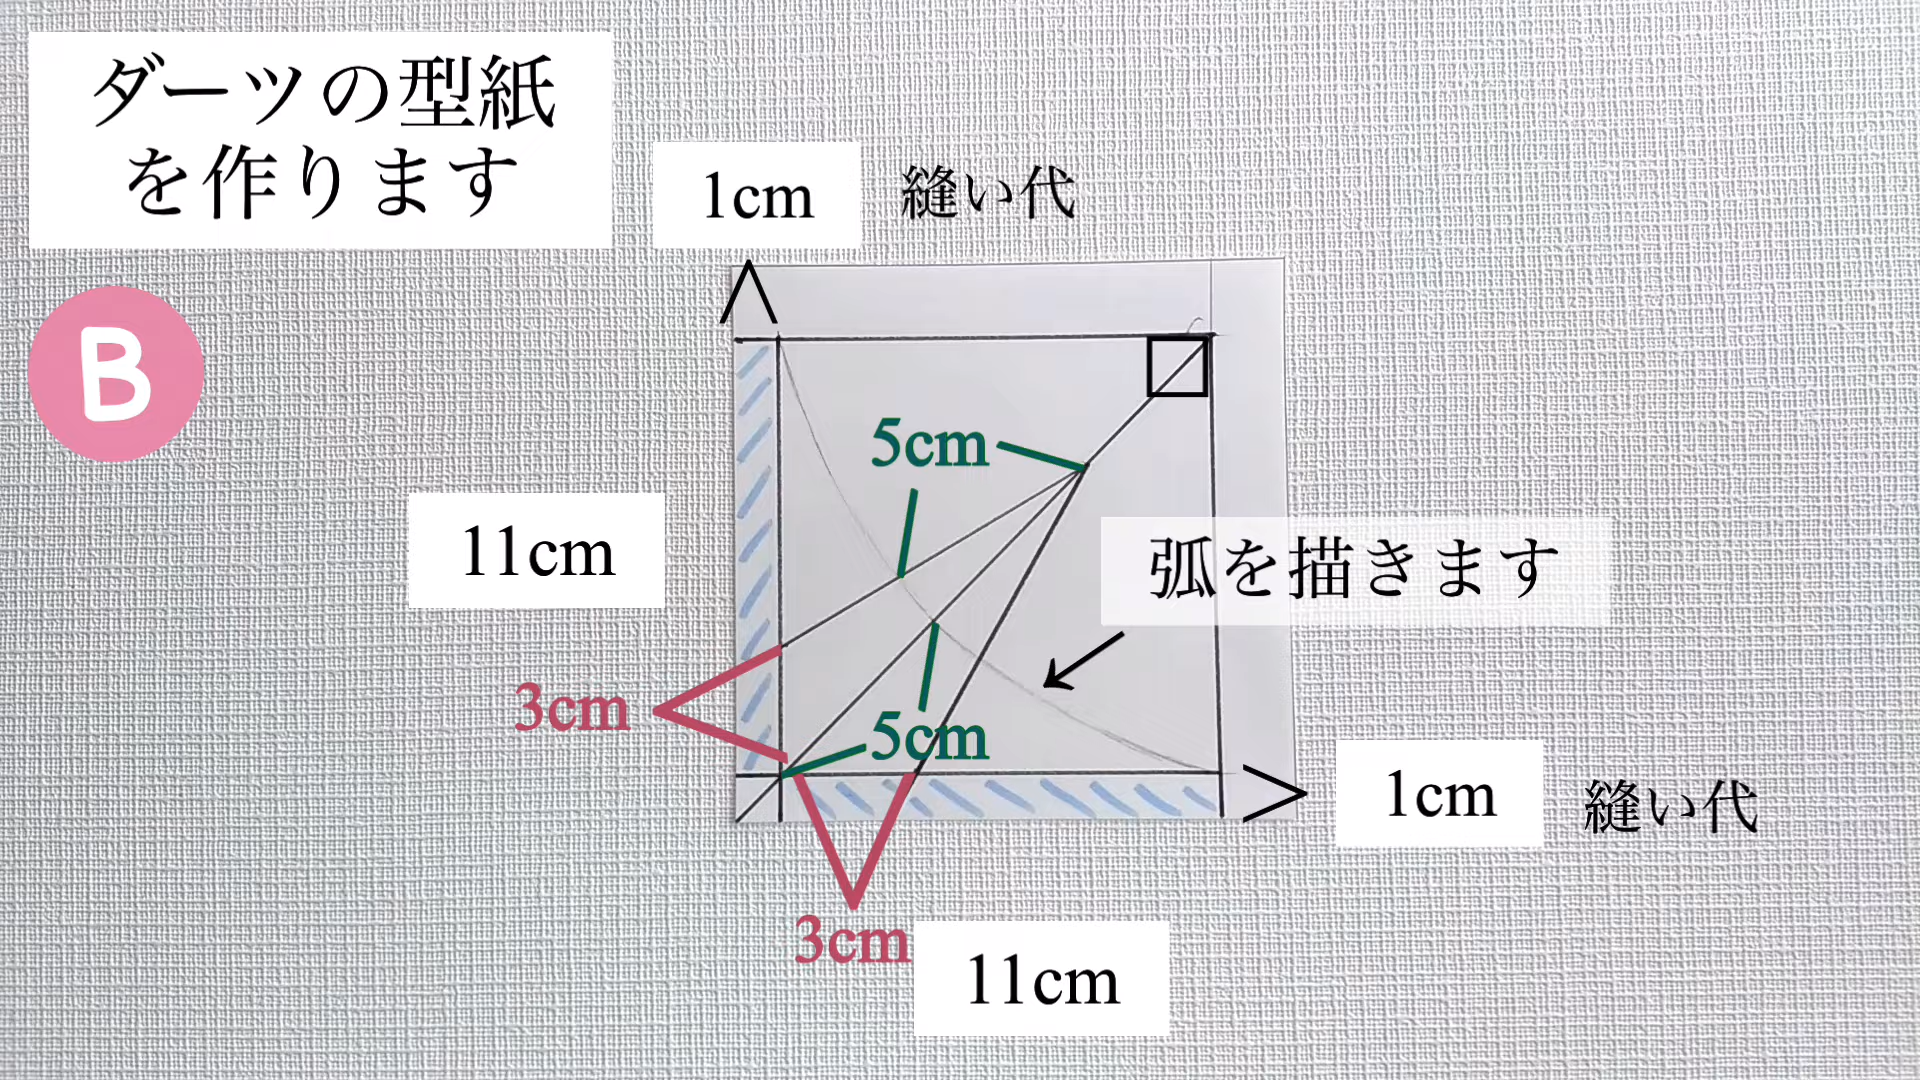 ダーツの型紙
を作ります
1cm 縫い代
B
5cm
11cm
弧を描きます
3cm
5cm
1cm 縫い代
3cm
11cm